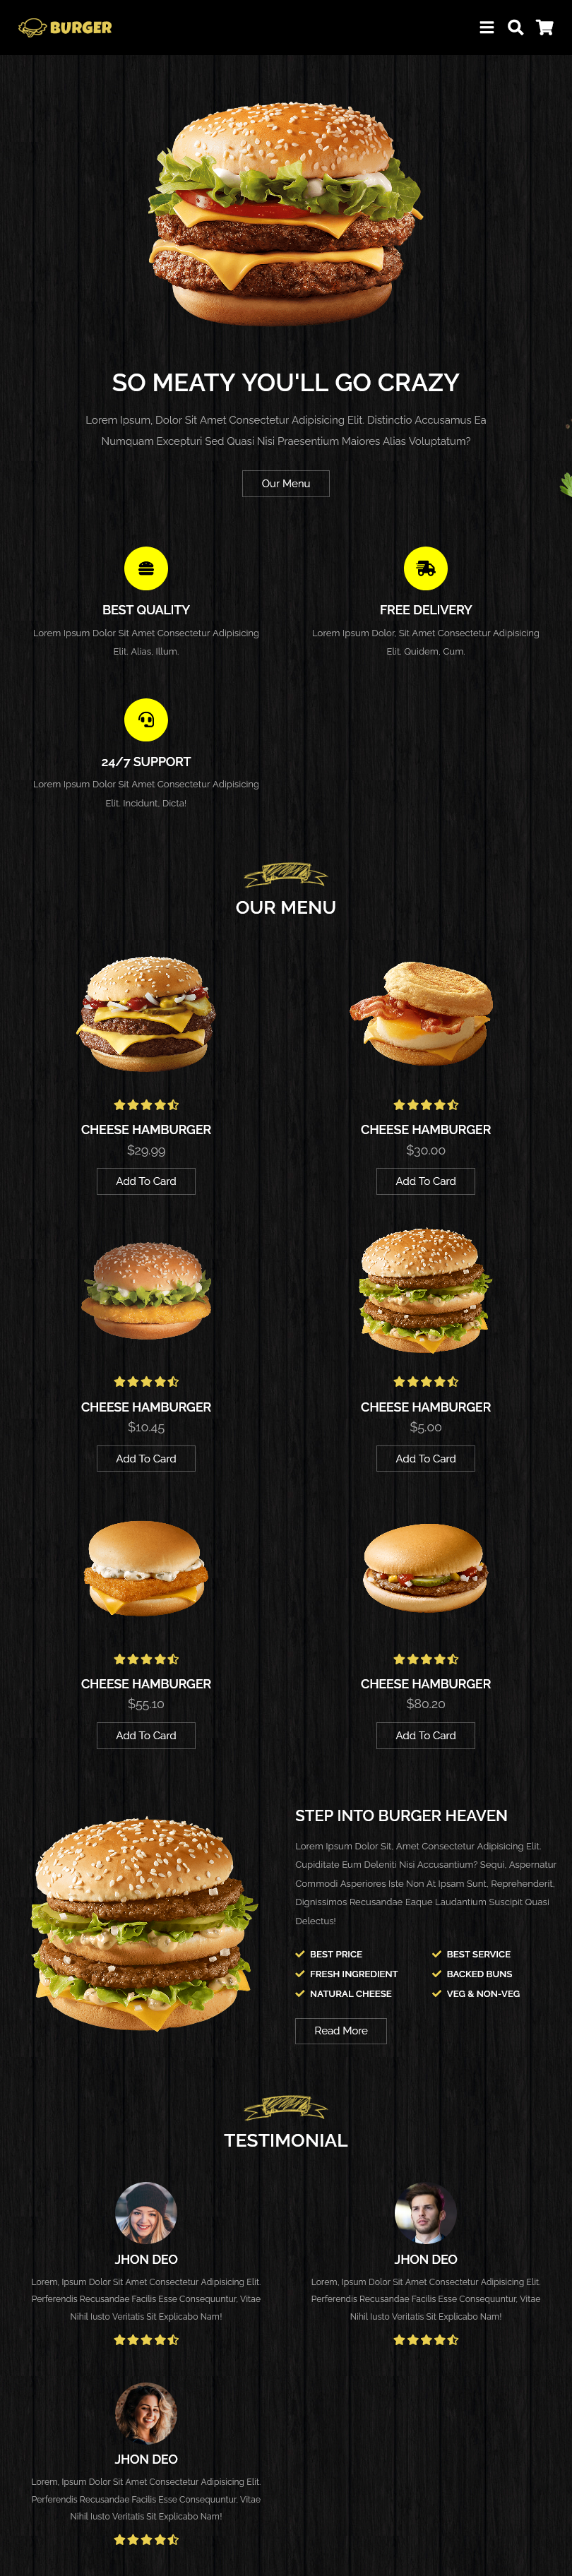 BURGER
SO MEATY YOU'LL GO CRAZY
Lorem Ipsum, Dolor Sit Amet Consectetur Adipisicing Elit. Distinctio Accusamus Ea
Numquam Excepturi Sed Quasi Nisi Praesentium Maiores Alias Voluptatum?
Our Menu
BEST QUALITY
Lorem Ipsum Dolor Sit Amet Consectetur Adipisicing
Elit. Alias, Illum.
FREE DELIVERY
Lorem Ipsum Dolor, Sit Amet Consectetur Adipisicing
Elit. Quidem, Cum.
24/7 SUPPORT
Lorem Ipsum Dolor Sit Amet Consectetur Adipisicing
Elit. Incidunt, Dicta!
OUR MENU
CHEESE HAMBURGER
$29.99
Add To Card
CHEESE HAMBURGER
$30.00
Add To Card
CHEESE HAMBURGER
$10.45
Add To Card
CHEESE HAMBURGER
$5.00
Add To Card
CHEESE HAMBURGER
$55.10
Add To Card
CHEESE HAMBURGER
$80.20
Add To Card
STEP INTO BURGER HEAVEN
Lorem Ipsum Dolor Sit, Amet Consectetur Adipisicing Elit.
Cupiditate Eum Deleniti Nisi Accusantium? Sequi, Aspernatur
Commodi Asperiores Iste Non At Ipsam Sunt, Reprehenderit,
Dignissimos Recusandae Eaque Laudantium Suscipit Quasi
Delectus!
BEST PRICE
BEST SERVICE
FRESH INGREDIENT
BACKED BUNS
NATURAL CHEESE
VEG & NON-VEG
Read More
TESTIMONIAL
JHON DEO
Lorem, Ipsum Dolor Sit Amet Consectetur Adipisicing Elit.
Perferendis Recusandae Facilis Esse Consequuntur, Vitae
Nihil Iusto Veritatis Sit Explicabo Nam!
JHON DEO
Lorem, Ipsum Dolor Sit Amet Consectetur Adipisicing Elit.
Perferendis Recusandae Facilis Esse Consequuntur, Vitae
Nihil Iusto Veritatis Sit Explicabo Nam!
JHON DEO
Lorem, Ipsum Dolor Sit Amet Consectetur Adipisicing Elit.
Perferendis Recusandae Facilis Esse Consequuntur, Vitae
Nihil Iusto Veritatis Sit Explicabo Nam!